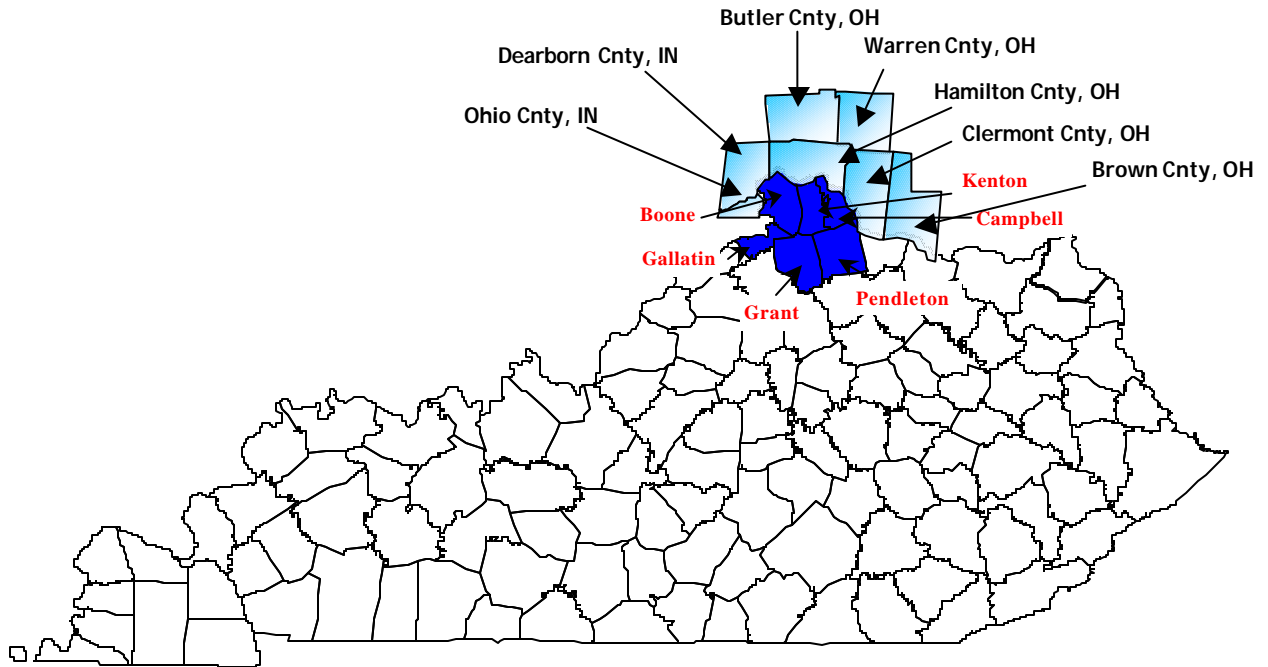 Butler Cnty, OH
Warren Cnty, OH
Dearborn Cnty, IN
Hamilton Cnty, OH
Ohio Cnty, IN
Clermont Cnty, OH
Brown Cnty, OH
Kenton
Boone
Campbell
Gallatin
Pendleton
Grant